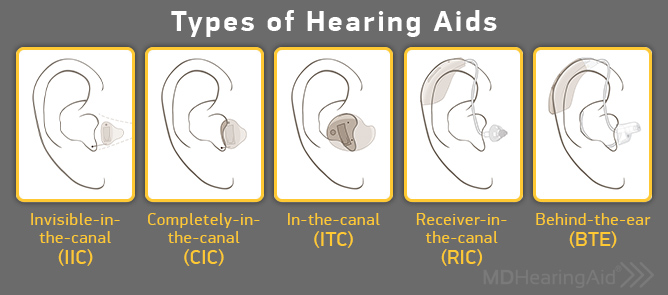 Types of Hearing Aids
Invisible-in-
the-canal
(IIC)
Completely-in-
the-canal
(CIC)
In-the-canal
(ITC)
Receiver-in-
the-canal
(RIC)
Behind-the-ear
(BTE)
MDHearingAid®